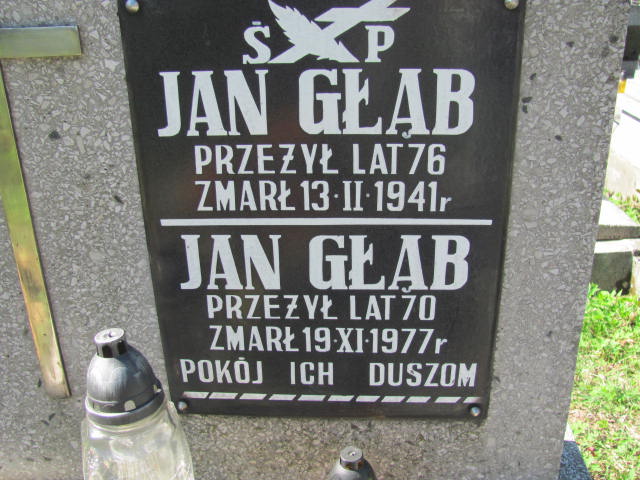 Ś P
JAN GŁĄB
PRZEŻYŁ LAT 76
ZMARŁ 13·II·1941r
JAN GŁĄB
PRZEŻYŁ LAT 70
ZMARŁ 19·XI·1977r
POKÓJ ICH DUSZOM